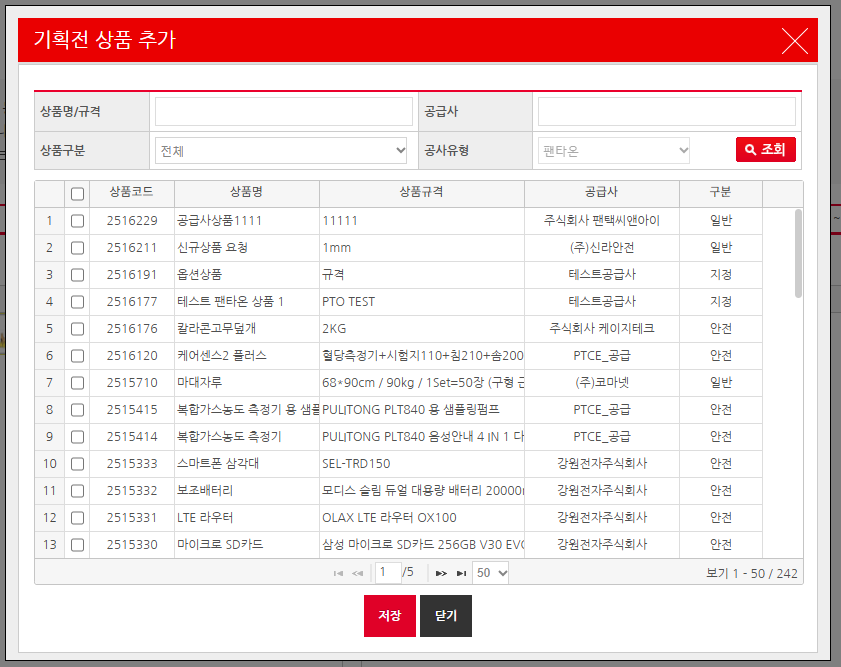 기획전 상품 추가
상품명/규격 공급사
상품구분 전체 공사유형 팬타온 조회
상품코드 상품명 상품규격 공급사 구분
1 2516229 공급사상품1111 11111 주식회사 팬택씨앤아이 일반
2 2516211 신규상품 요청 1mm (주)신라안전 일반
3 2516191 옵션상품 규격 테스트공급사 지정
4 2516177 테스트 팬타온 상품 1 PTO TEST 테스트공급사 지정
5 2516176 칼라콘고무덮개 2KG 주식회사 케이지테크 안전
6 2516120 케어센스2 플러스 혈당측정기+시험지110+침210+솜200 PTCE_공급 안전
7 2515710 마대자루 68*90cm / 90kg / 1Set=50장 (구형 근 (주)코마넷 일반
8 2515415 복합가스농도 측정기 용 샘플 PULITONG PLT840 용 샘플링펌프 PTCE_공급 안전
9 2515414 복합가스농도 측정기 PULITONG PLT840 음성안내 4 IN 1 다 PTCE_공급 안전
10 2515333 스마트폰 삼각대 SEL-TRD150 강원전자주식회사 안전
11 2515332 보조배터리 모디스 슬림 듀얼 대용량 배터리 20000 강원전자주식회사 안전
12 2515331 LTE 라우터 OLAX LTE 라우터 OX100 강원전자주식회사 안전
13 2515330 마이크로 SD카드 삼성 마이크로 SD카드 256GB V30 EVO 강원전자주식회사 안전
1 /5 50 보기 1 - 50 / 242
저장 닫기